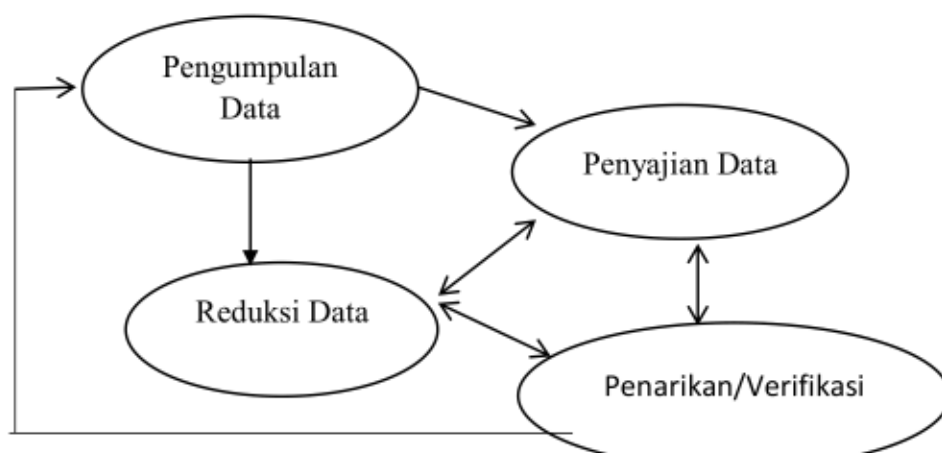 Pengumpulan
Data
Penyajian Data
Reduksi Data
Penarikan/Verifikasi